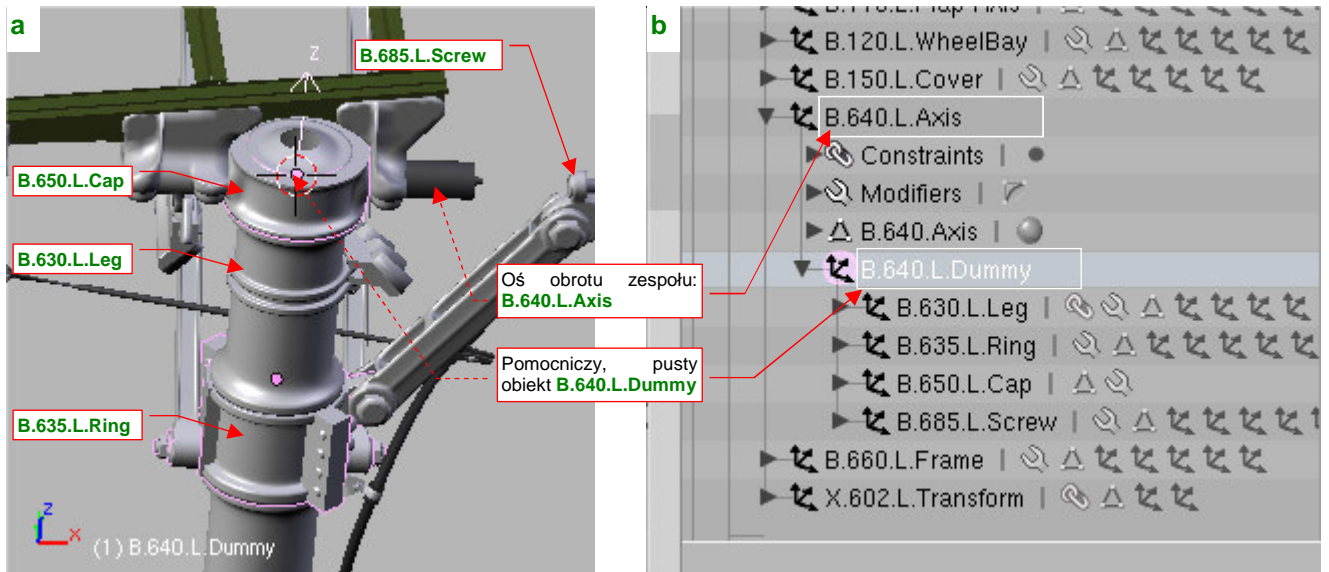 a
B.685.L.Screw
Z
B.650.L.Cap
B.630.L.Leg
Oś obrotu zespołu:
B.640.L.Axis
Pomocniczy, pusty
obiekt B.640.L.Dummy
B.635.L.Ring
z
x
(1) B.640.L.Dummy
b
B.120.L.WheelBay |
B.150.L.Cover |
B.640.L.Axis
Constraints |
Modifiers |
B.640.Axis |
B.640.L.Dummy
B.630.L.Leg |
B.635.L.Ring |
B.650.L.Cap |
B.685.L.Screw |
B.660.L.Frame |
X.602.L.Transform |